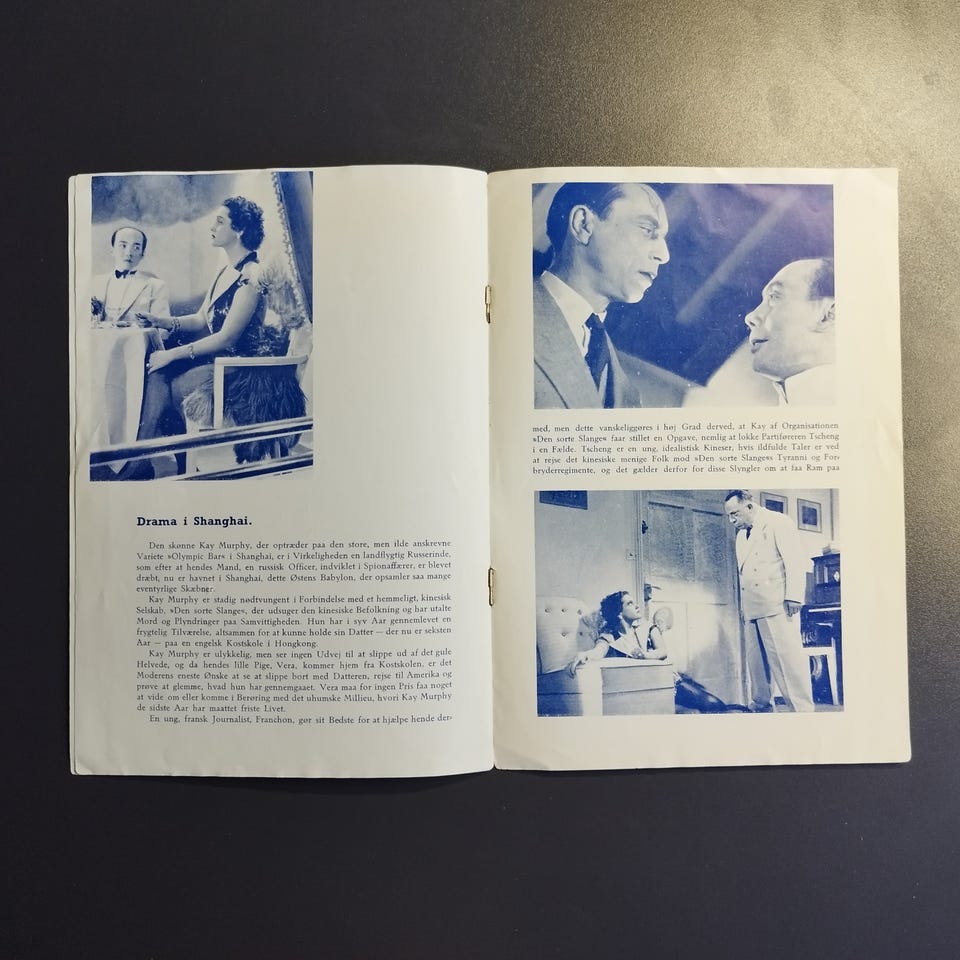 Drama i Shanghai.
Den skønne Kay Murphy, der optræder paa den store, men ilde anskrevne
Variete »Olympic Bar« i Shanghai, er i Virkeligheden en landflygtig Russerinde,
som efter at hendes Mand, en russisk Officer, indviklet i Spionaffærer, er blevet
dræbt, nu er havnet i Shanghai, dette Østens Babylon, der opsamler saa mange
eventyrlige Skæbner.
Kay Murphy er stadig nødtvungent i Forbindelse med et hemmeligt, kinesisk
Selskab, »Den sorte Slange«, der udsuger den kinesiske Befolkning og har utalte
Mord og Plyndringer paa Samvittigheden. Hun har i syv Aar gennemlevet en
frygtelig Tilværelse, altsammen for at kunne holde sin Datter — der nu er seksten
Aar — paa en engelsk Kostskole i Hongkong.
Kay Murphy er ulykkelig, men ser ingen Udvej til at slippe ud af det gule
Helvede, og da hendes lille Pige, Vera, kommer hjem fra Kostskolen, er det
Moderens eneste Ønske at se at slippe bort med Datteren, rejse til Amerika og
prøve at glemme, hvad hun har gennemgaaet. Vera maa for ingen Pris faa noget
at vide om eller komme i Berøring med det uhumske Millieu, hvori Kay Murphy
de sidste Aar har maattet friste Livet.
En ung, fransk Journalist, Franchon, gør sit Bedste for at hjælpe hende der-
med, men dette vanskeliggøres i høj Grad derved, at Kay af Organisationen
»Den sorte Slange« faar stillet en Opgave, nemlig at lokke Partiføreren Tscheng
i en Fælde. Tscheng er en ung, idealistisk Kineser, hvis ildfulde Taler er ved
at rejse det kinesiske menige Folk mod »Den sorte Slange«s Tyranni og For-
bryderregimente, og det gælder derfor for disse Slyngler om at faa Ram paa